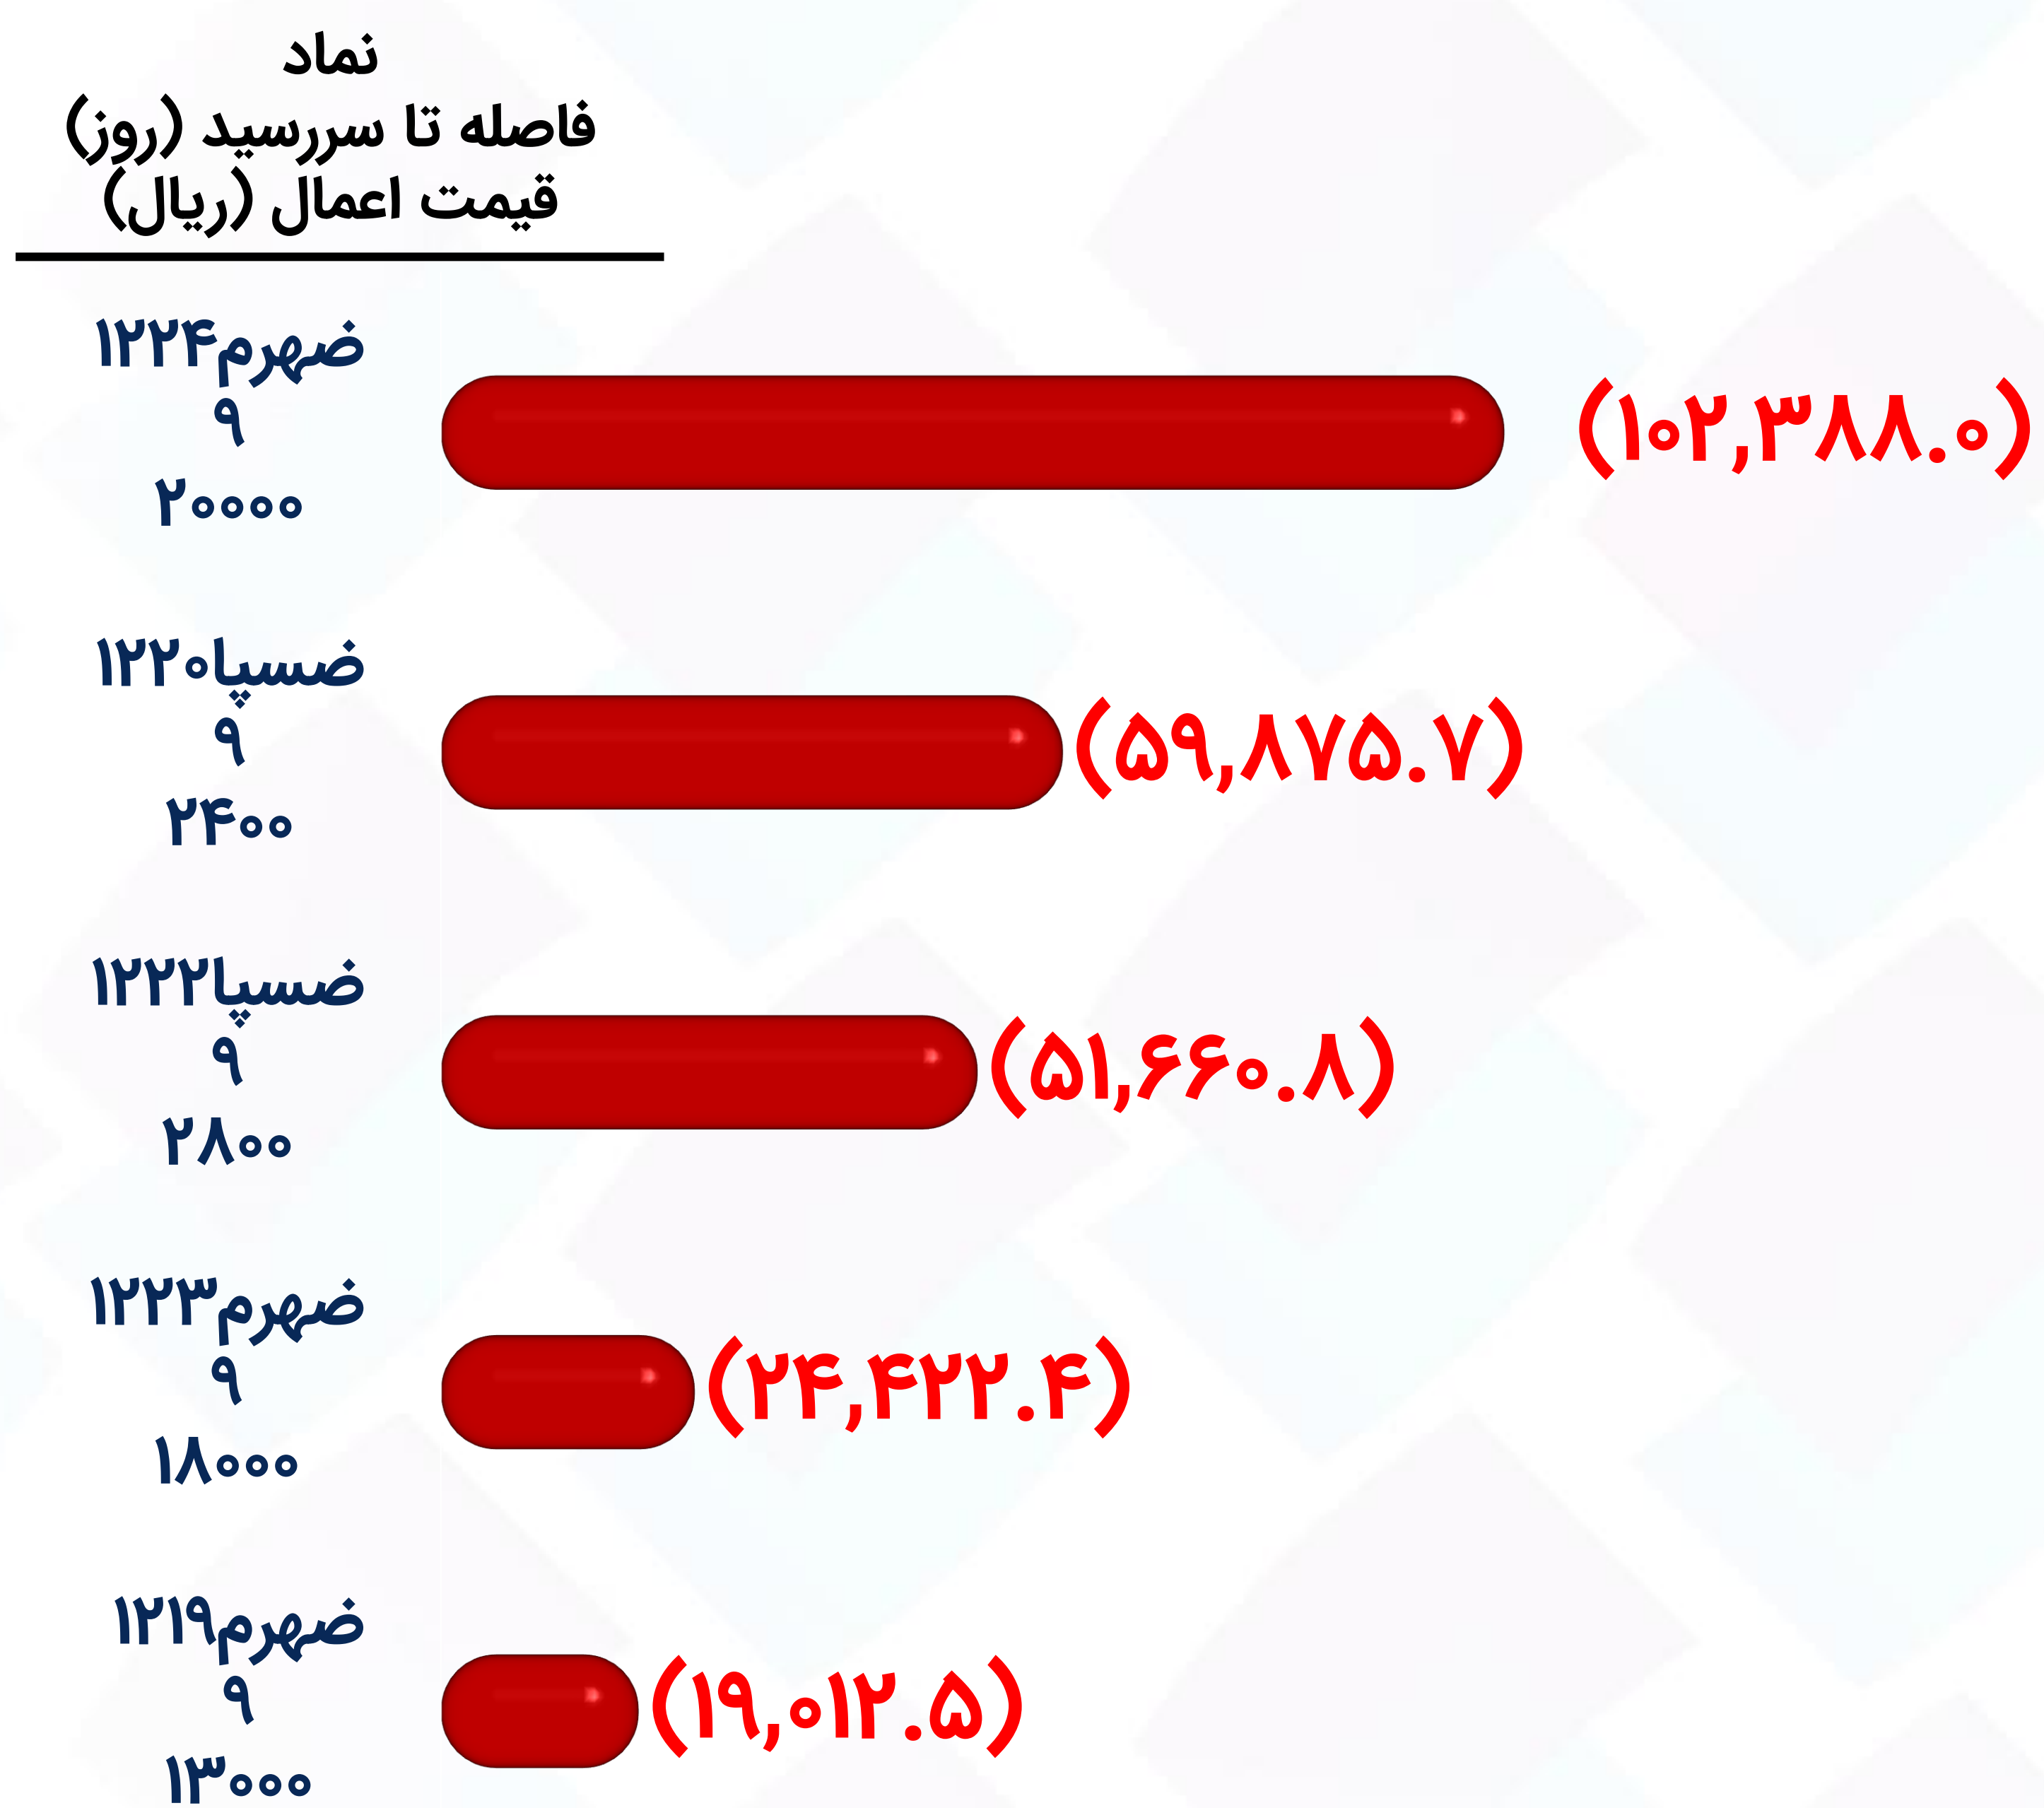 نماد
فاصله تا سررسید (روز)
قیمت اعمال (ریال)
ضهرم۱۲۲۴
۹
۲۰۰۰۰
(۱۰۲,۳۸۸.۰)
ضسپا۱۲۲۰
۹
۲۴۰۰
(۵۹,۸۷۵.۷)
ضسپا۱۲۲۲
۹
۲۸۰۰
(۵۱,۶۶۰.۸)
ضهرم۱۲۲۳
۹
۱۸۰۰۰
(۲۴,۴۲۲.۴)
ضهرم۱۲۱۹
۹
۱۳۰۰۰
(۱۹,۰۱۲.۵)